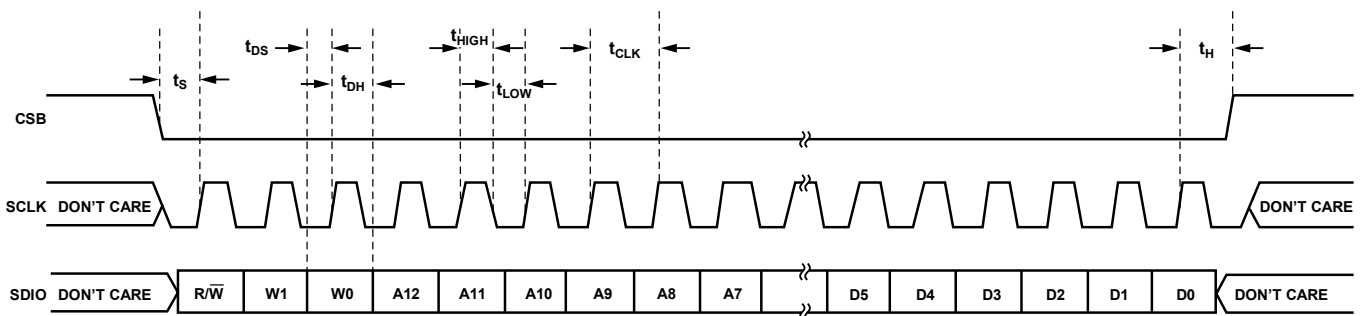 tDS tHIGH tCLK tH
tS tDH tLOW
CSB
SCLK DON'T CARE DON'T CARE
SDIO DON'T CARE R/W̅ W1 W0 A12 A11 A10 A9 A8 A7 D5 D4 D3 D2 D1 D0 DON'T CARE